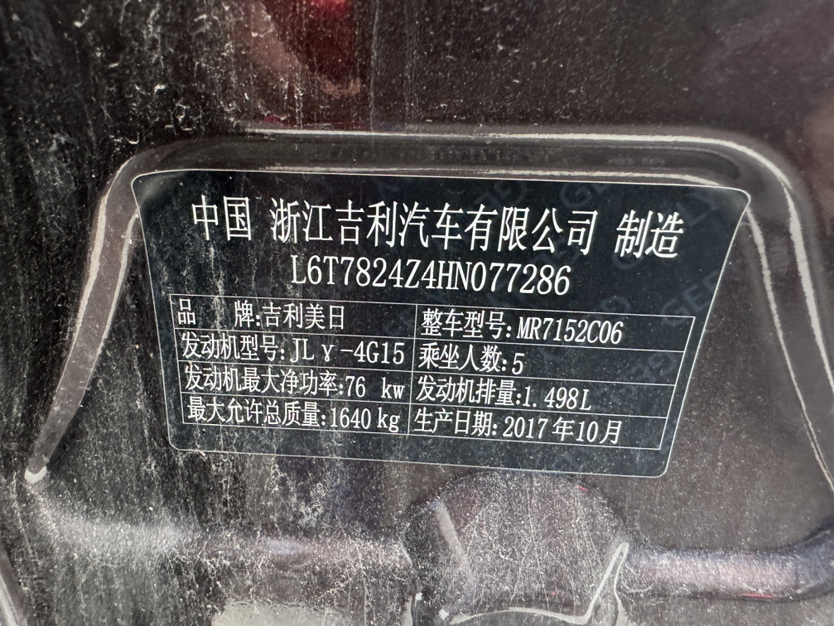 中国 浙江吉利汽车有限公司 制造
L6T7824Z4HN077286
品 牌:吉利美日 整车型号:MR7152C06
发动机型号:JLγ-4G15 乘坐人数:5
发动机最大净功率:76 kw 发动机排量:1.498L
最大允许总质量:1640kg 生产日期:2017年10月